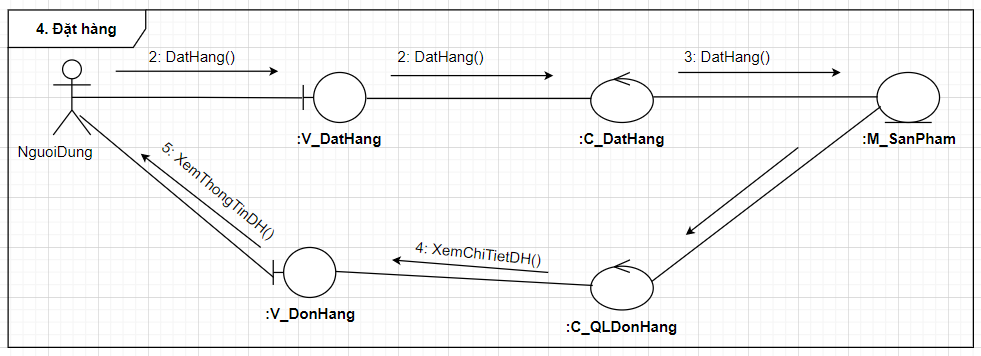 4. Đặt hàng
2: DatHang()
2: DatHang()
3: DatHang()
NguoiDung
:V_DatHang
:C_DatHang
:M_SanPham
5: XemThongTinDH()
4: XemChiTietDH()
:V_DonHang
:C_QLDonHang